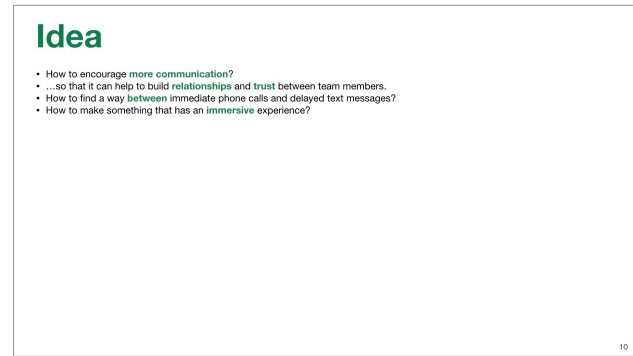 Idea
• How to encourage more communication?
• …so that it can help to build relationships and trust between team members.
• How to find a way between immediate phone calls and delayed text messages?
• How to make something that has an immersive experience?
10